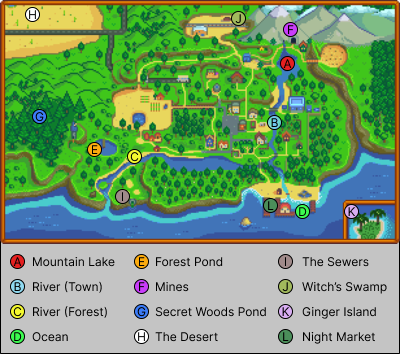 H
J
F
A
G
B
E
C
I
L
D
K
A Mountain Lake
E Forest Pond
I The Sewers
B River (Town)
F Mines
J Witch's Swamp
C River (Forest)
G Secret Woods Pond
K Ginger Island
D Ocean
H The Desert
L Night Market